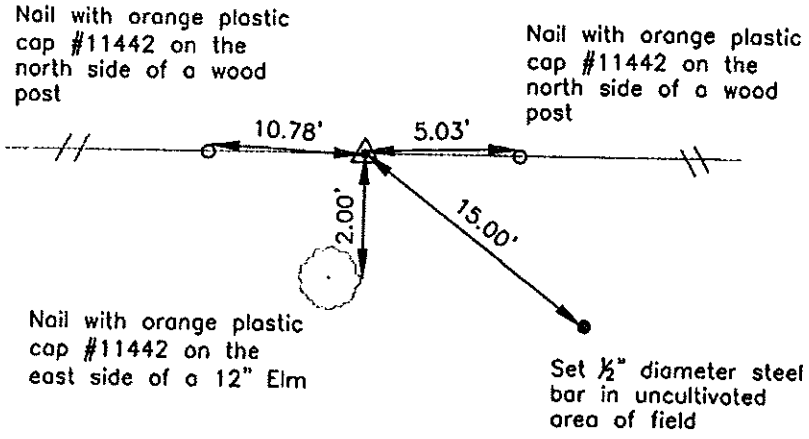 Nail with orange plastic
cap #11442 on the
north side of a wood
post
Nail with orange plastic
cap #11442 on the
north side of a wood
post
10.78'
5.03'
2.00'
15.00'
Nail with orange plastic
cap #11442 on the
east side of a 12" Elm
Set ½" diameter steel
bar in uncultivated
area of field